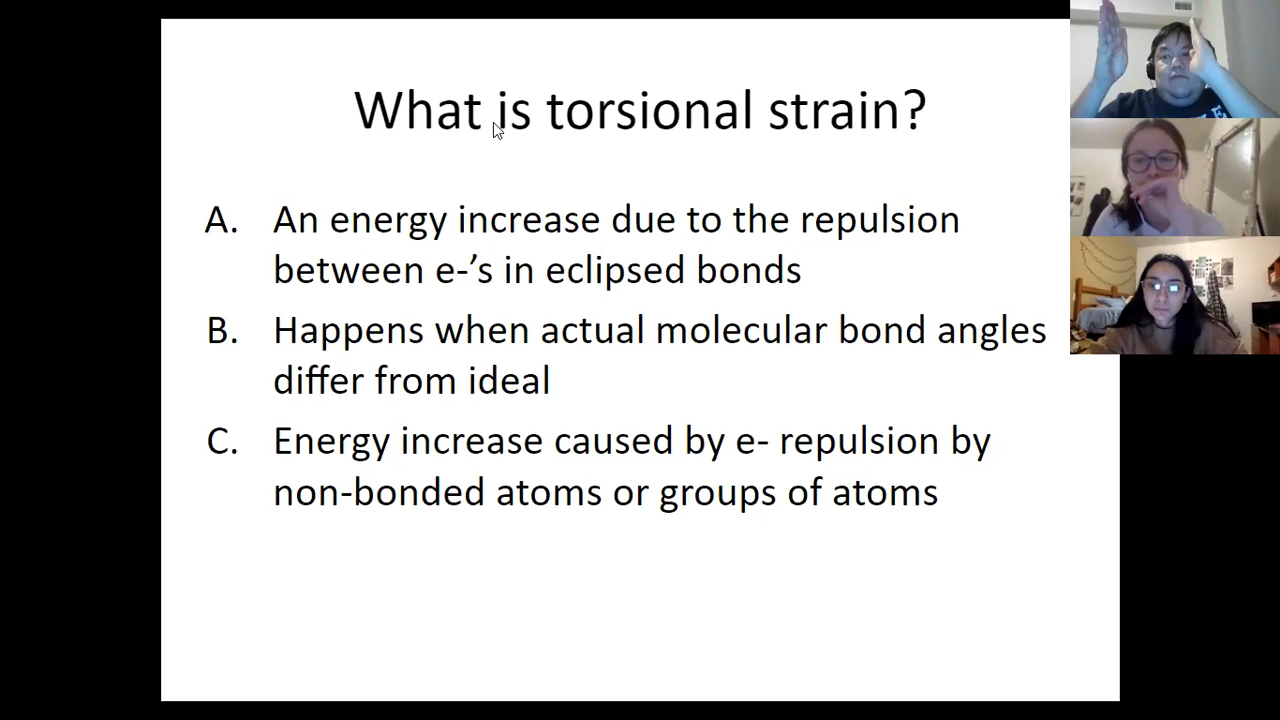 What is torsional strain?
A. An energy increase due to the repulsion
between e-’s in eclipsed bonds
B. Happens when actual molecular bond angles
differ from ideal
C. Energy increase caused by e- repulsion by
non-bonded atoms or groups of atoms